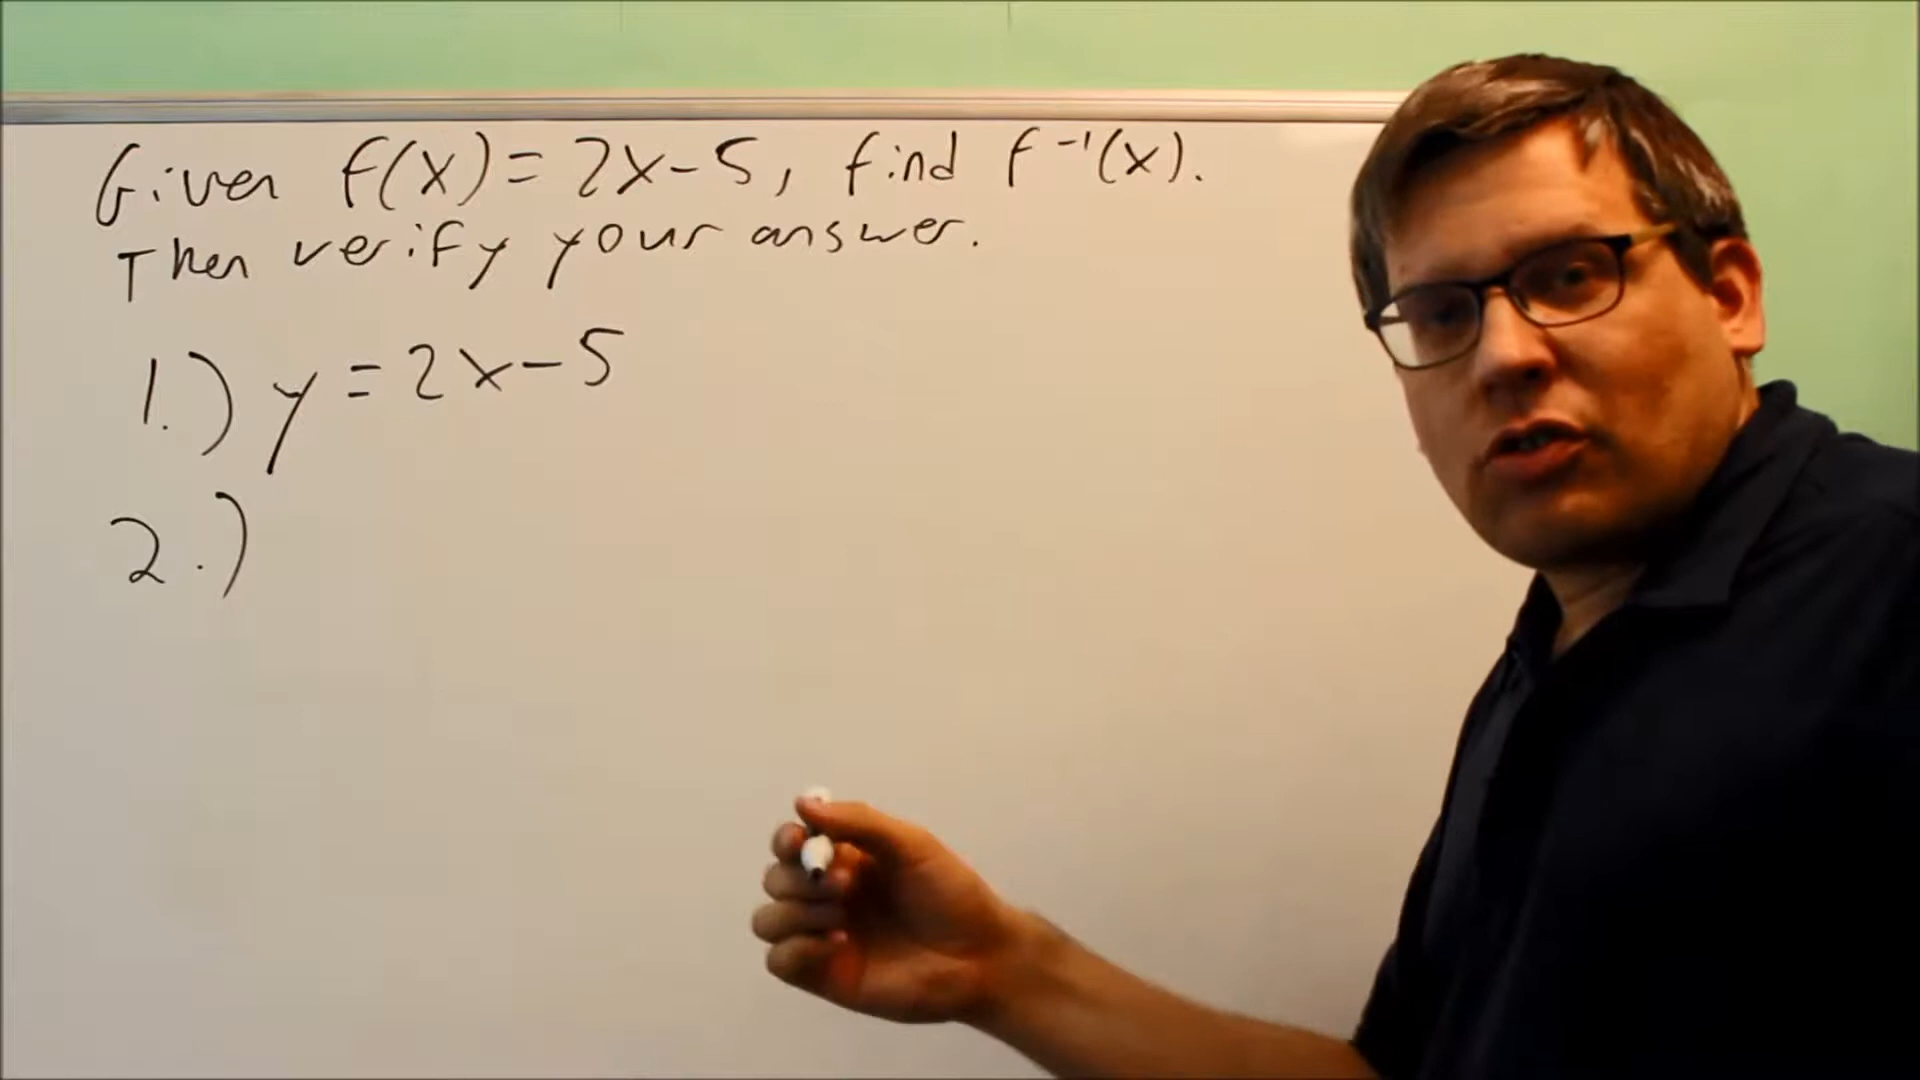 Given f(x) = 2x-5, find f⁻¹(x).
Then verify your answer.
1.) y = 2x-5
2.)